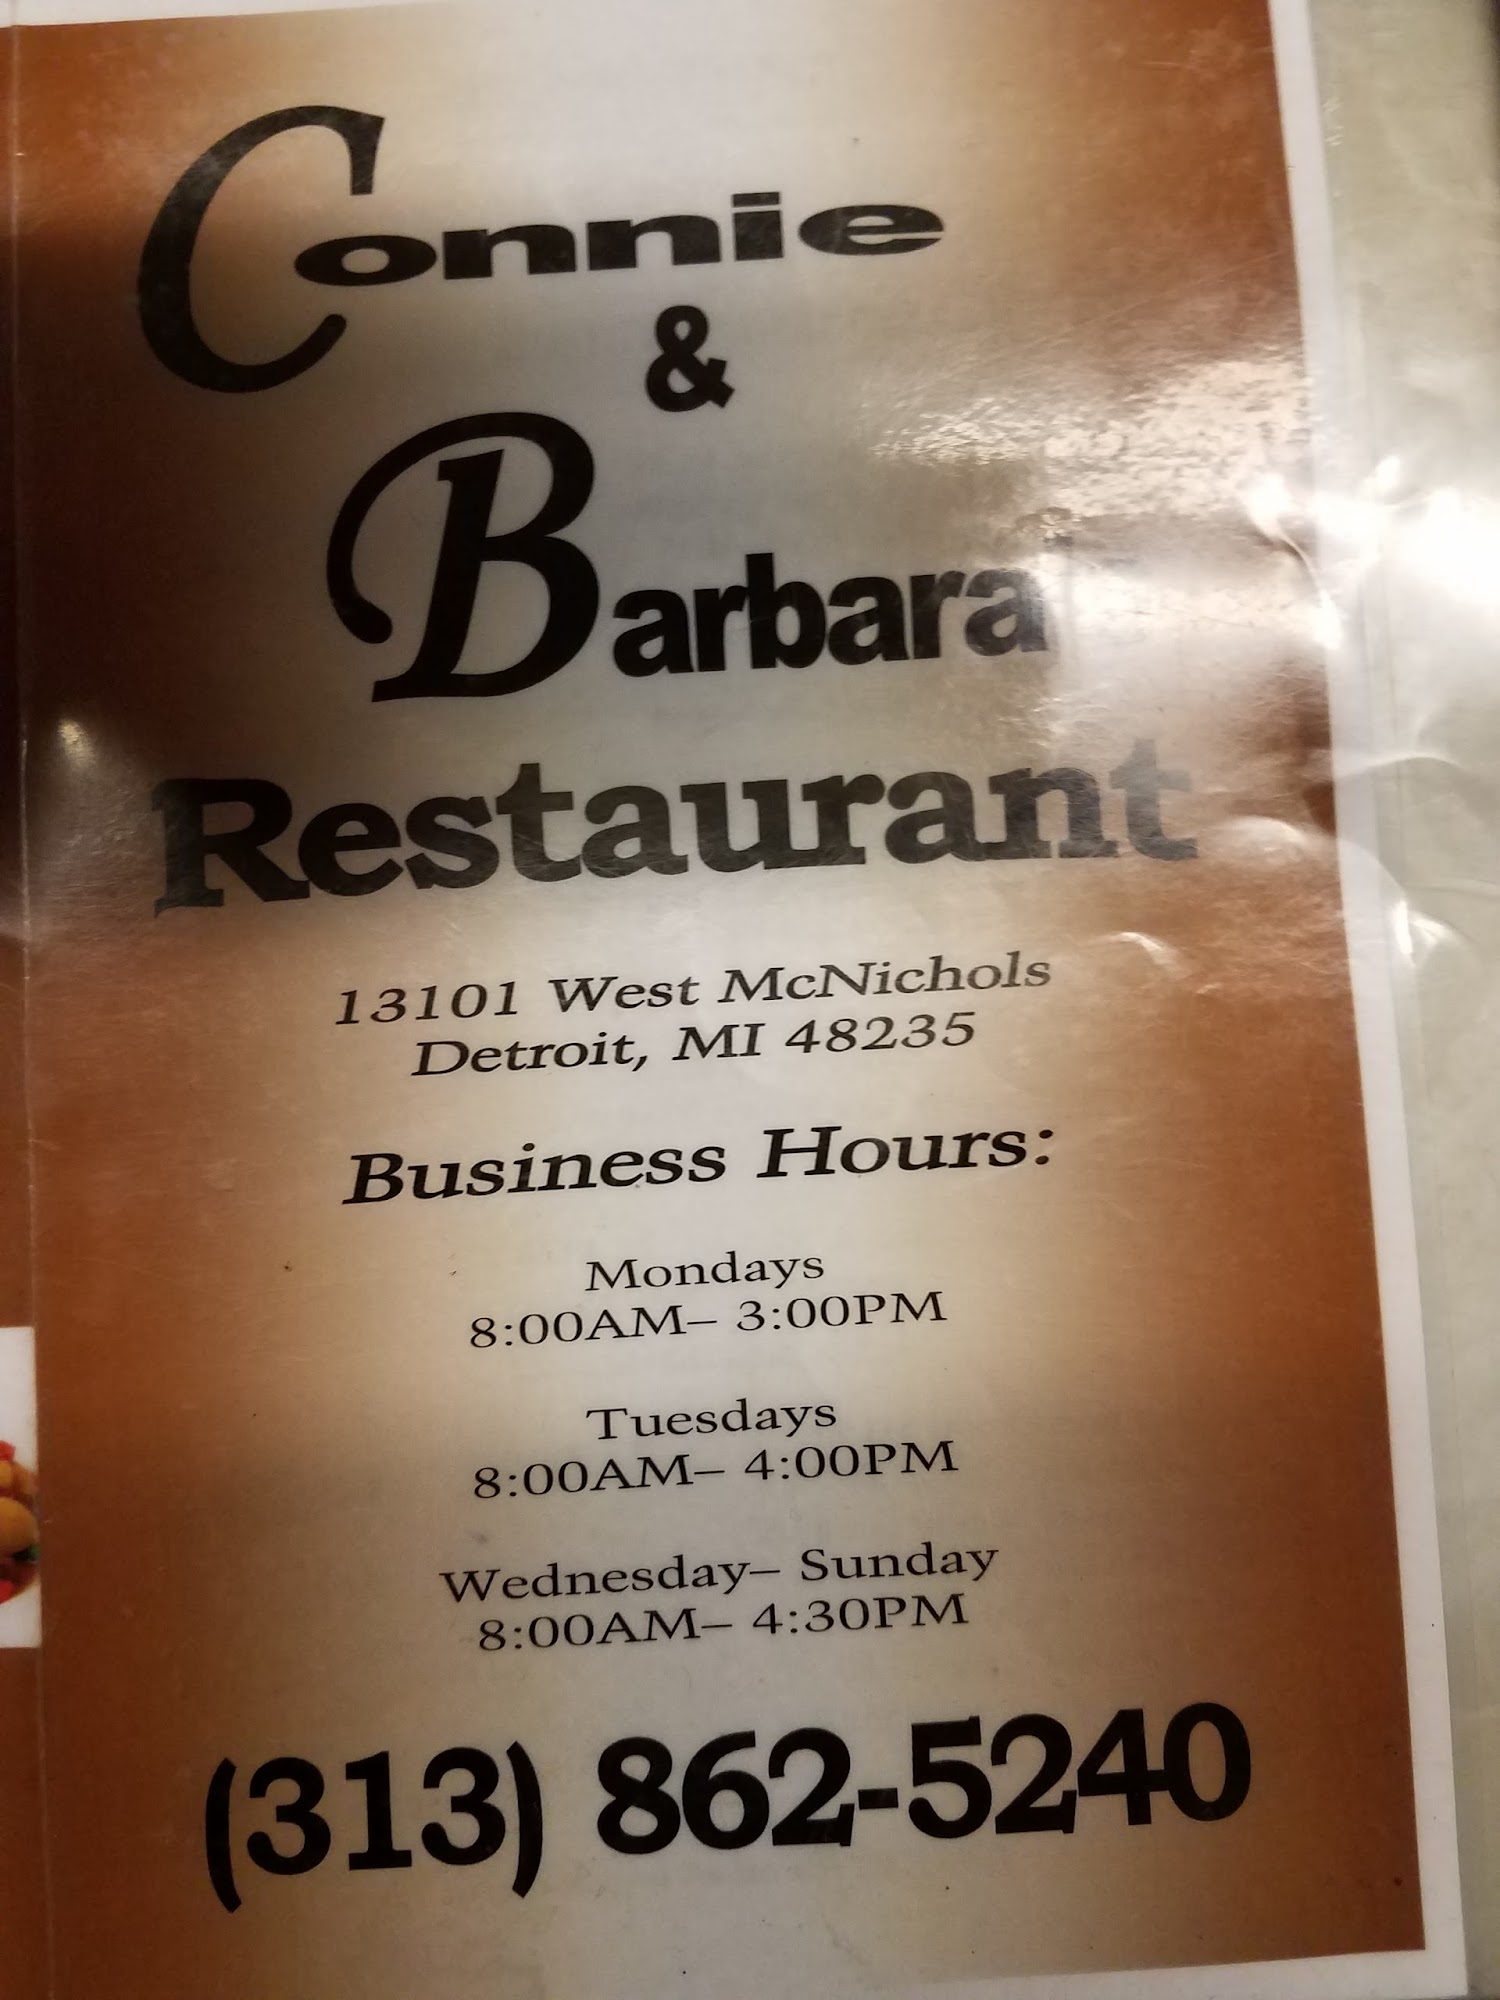 Connie
&
Barbara
Restaurant
13101 West McNichols
Detroit, MI 48235
Business Hours:
Mondays
8:00AM– 3:00PM
Tuesdays
8:00AM– 4:00PM
Wednesday– Sunday
8:00AM– 4:30PM
(313) 862-5240